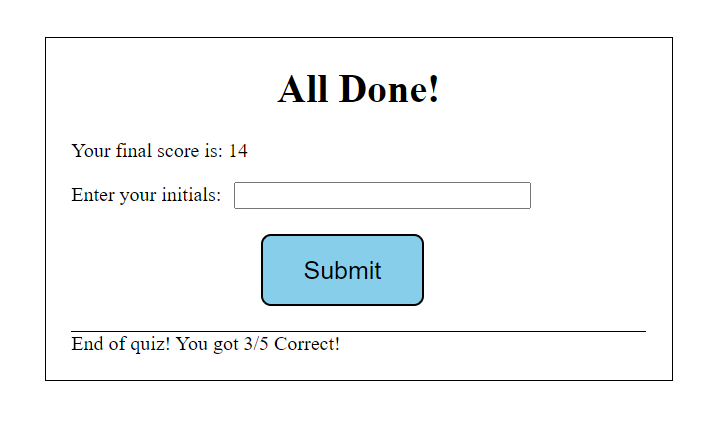 All Done!
Your final score is: 14
Enter your initials:
Submit
End of quiz! You got 3/5 Correct!